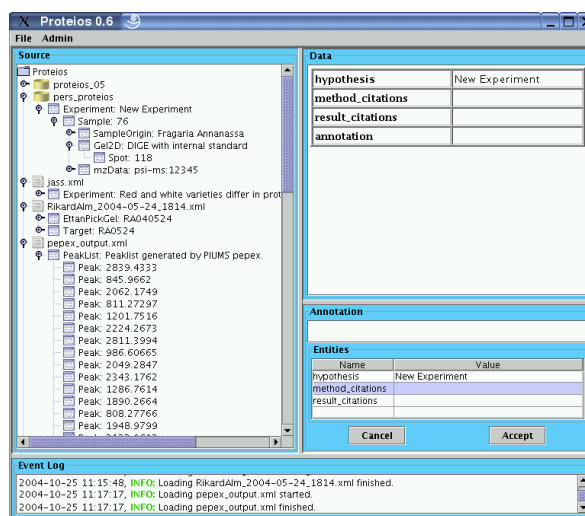 X Proteios 0.6
File Admin
Source
Proteios
proteios_05
pers_proteios
Experiment: New Experiment
Sample: 76
SampleOrigin: Fragaria Annanassa
Gel2D: DIGE with internal standard
Spot: 118
mzData: psi-ms:12345
jass.xml
Experiment: Red and white varieties differ in prot
RikardAlm_2004-05-24_1814.xml
EttanPickGel: RA040524
Target: RA0524
pepex_output.xml
PeakList: Peaklist generated by PIUMS pepex.
Peak: 2839.4333
Peak: 845.9662
Peak: 2062.1749
Peak: 811.27297
Peak: 1201.7516
Peak: 2224.2673
Peak: 2811.3994
Peak: 986.60665
Peak: 2049.2847
Peak: 2343.1762
Peak: 1286.7614
Peak: 1890.2664
Peak: 808.27766
Peak: 1948.9799
Data
hypothesis New Experiment
method_citations
result_citations
annotation
Annotation
Entities
Name Value
hypothesis New Experiment
method_citations
result_citations
Cancel Accept
Event Log
2004-10-25 11:15:48, INFO: Loading RikardAlm_2004-05-24_1814.xml finished.
2004-10-25 11:17:17, INFO: Loading pepex_output.xml started.
2004-10-25 11:17:17, INFO: Loading pepex_output.xml finished.